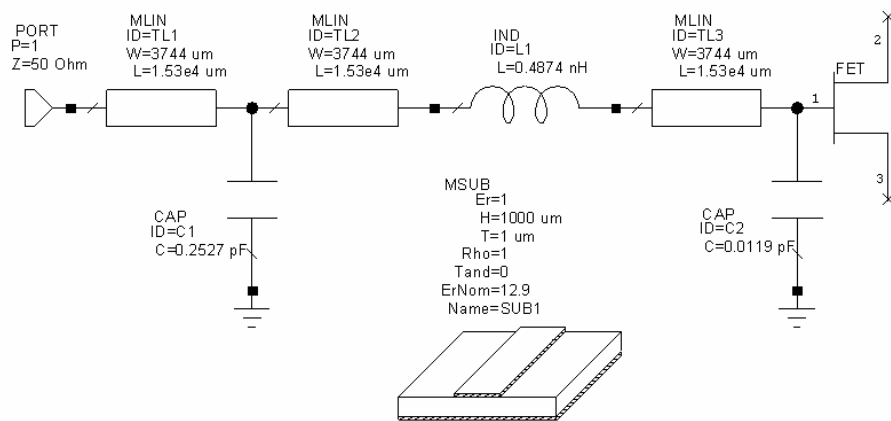 PORT
P=1
Z=50 Ohm
MLIN
ID=TL1
W=3744 um
L=1.53e4 um
MLIN
ID=TL2
W=3744 um
L=1.53e4 um
IND
ID=L1
L=0.4874 nH
MLIN
ID=TL3
W=3744 um
L=1.53e4 um
2
FET
1
3
CAP
ID=C1
C=0.2527 pF
MSUB
Er=1
H=1000 um
T=1 um
Rho=1
Tand=0
ErNom=12.9
Name=SUB1
CAP
ID=C2
C=0.0119 pF